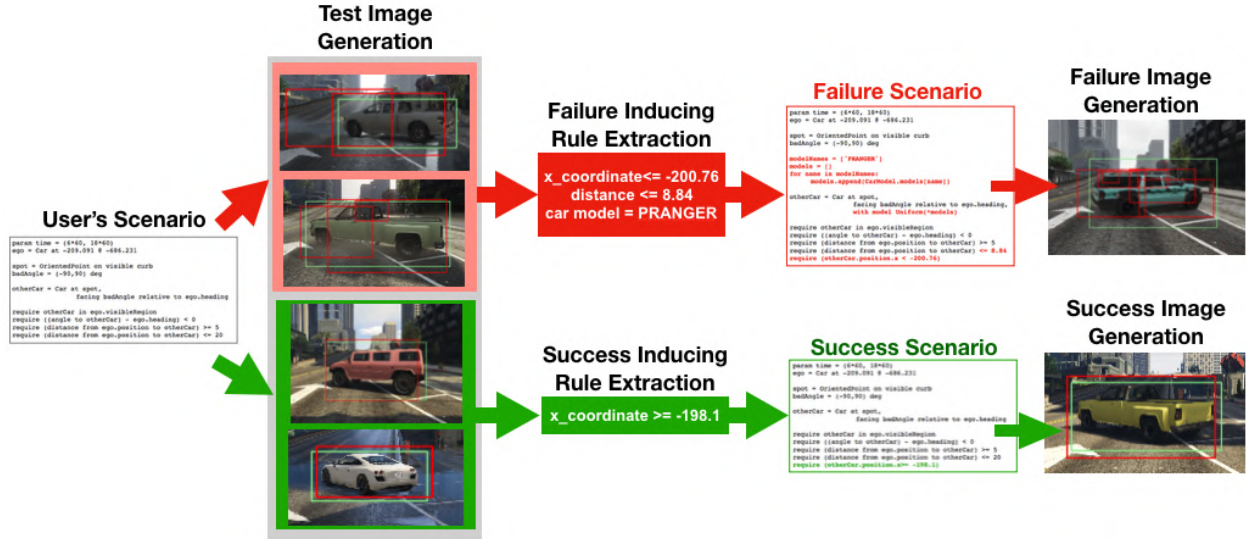 Test Image
Generation
User's Scenario
param time = (6*60, 18*60)
ego = Car at -209.091 @ -686.231
spot = OrientedPoint on visible curb
badAngle = (-90,90) deg
otherCar = Car at spot,
facing badAngle relative to ego.heading
require otherCar in ego.visibleRegion
require ((angle to otherCar) - ego.heading) < 0
require (distance from ego.position to otherCar) >= 5
require (distance from ego.position to otherCar) <= 20
Failure Inducing
Rule Extraction
x_coordinate<= -200.76
distance <= 8.84
car model = PRANGER
Failure Scenario
param time = (6*60, 18*60)
ego = Car at -209.091 @ -686.231
spot = OrientedPoint on visible curb
badAngle = (-90,90) deg
modelNames = ['PRANGER']
models = []
for name in modelNames:
models.append(CarModel.models[name])
otherCar = Car at spot,
facing badAngle relative to ego.heading,
with model Uniform(*models)
require otherCar in ego.visibleRegion
require ((angle to otherCar) - ego.heading) < 0
require (distance from ego.position to otherCar) >= 5
require (distance from ego.position to otherCar) <= 8.84
require (otherCar.position.x < -200.76)
Failure Image
Generation
Success Inducing
Rule Extraction
x_coordinate >= -198.1
Success Scenario
param time = (6*60, 18*60)
ego = Car at -209.091 @ -686.231
spot = OrientedPoint on visible curb
badAngle = (-90,90) deg
otherCar = Car at spot,
facing badAngle relative to ego.heading
require otherCar in ego.visibleRegion
require ((angle to otherCar) - ego.heading) < 0
require (distance from ego.position to otherCar) >= 5
require (distance from ego.position to otherCar) <= 20
require (otherCar.position.x>= -198.1)
Success Image
Generation